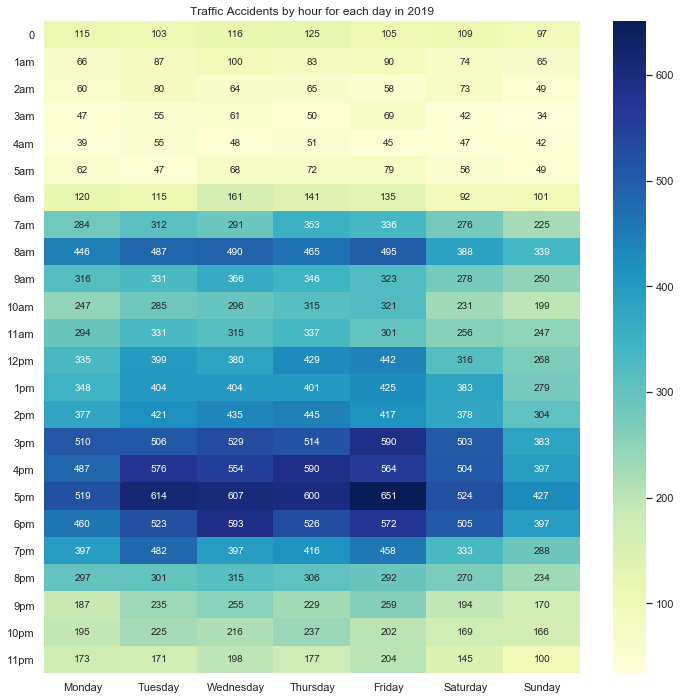 Traffic Accidents by hour for each day in 2019
0 115 103 116 125 105 109 97
1am 66 87 100 83 90 74 65
2am 60 80 64 65 58 73 49
3am 47 55 61 50 69 42 34
4am 39 55 48 51 45 47 42
5am 62 47 68 72 79 56 49
6am 120 115 161 141 135 92 101
7am 284 312 291 353 336 276 225
8am 446 487 490 465 495 388 339
9am 316 331 366 346 323 278 250
10am 247 285 296 315 321 231 199
11am 294 331 315 337 301 256 247
12pm 335 399 380 429 442 316 268
1pm 348 404 404 401 425 383 279
2pm 377 421 435 445 417 378 304
3pm 510 506 529 514 590 503 383
4pm 487 576 554 590 564 504 397
5pm 519 614 607 600 651 524 427
6pm 460 523 593 526 572 505 397
7pm 397 482 397 416 458 333 288
8pm 297 301 315 306 292 270 234
9pm 187 235 255 229 259 194 170
10pm 195 225 216 237 202 169 166
11pm 173 171 198 177 204 145 100
Monday Tuesday Wednesday Thursday Friday Saturday Sunday
600
500
400
300
200
100